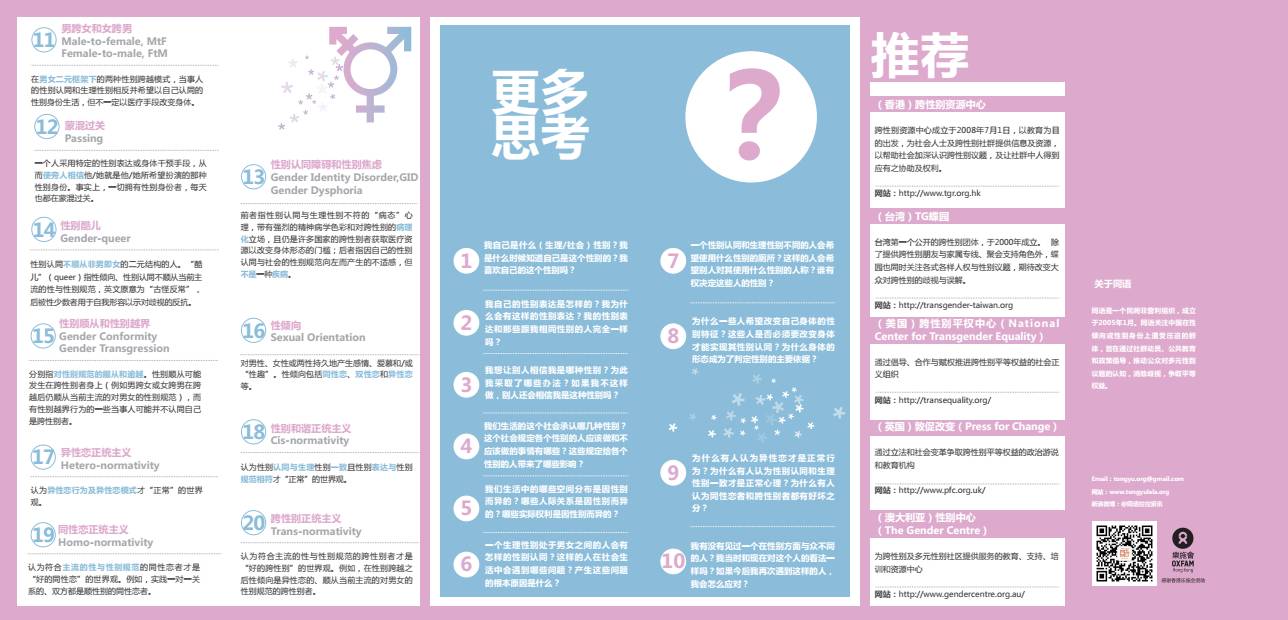 11
男跨女和女跨男
Male-to-female, MtF
Female-to-male, FtM
在男女二元框架下的两种性别跨越模式，当事人
的性别认同和生理性别相反并希望以自己认同的
性别身份生活，但不一定以医疗手段改变身体。
12
蒙混过关
Passing
一个人采用特定的性别表达或身体干预手段，从
而使旁人相信他/她就是他/她所希望扮演的那种
性别身份。事实上，一切拥有性别身份者，每天
也都在蒙混过关。
14
性别酷儿
Gender-queer
性别认同不顺从非男即女的二元结构的人。“酷
儿”（queer）指性倾向、性别认同不顺从当前主
流的性与性别规范，英文原意为“古怪反常”，
后被性少数者用于自我形容以示对歧视的反抗。
15
性别顺从和性别越界
Gender Conformity
Gender Transgression
分别指对性别规范的顺从和逾越。性别顺从可能
发生在跨性别者身上（例如男跨女或女跨男在跨
越后仍顺从当前主流的对男女的性别规范），而
有性别越界行为的一些当事人可能并不认同自己
是跨性别。
17
异性恋正统主义
Hetero-normativity
认为异性恋行为及异性恋模式才“正常”的世界
观。
19
同性恋正统主义
Homo-normativity
认为符合主流的性与性别规范的同性恋者才是
“好的同性恋”的世界观。例如，实践一对一关
系的、双方都是顺性别的同性恋者。
13
性别认同障碍和性别焦虑
Gender Identity Disorder,GID
Gender Dysphoria
前者指性别认同与生理性别不符的“病态”心
理，带有强烈的精神病学色彩和对跨性别的病理
化立场，且仍是许多国家的跨性别者获取医疗资
源以改变身体形态的门槛；后者指因自己的性别
认同与社会的性别规范向左而产生的不适感，但
不是一种疾病。
16
性倾向
Sexual Orientation
对男性、女性或两性持久地产生感情、爱慕和/或
“性趣”。性倾向包括同性恋、双性恋和异性恋
等。
18
性别和谐正统主义
Cis-normativity
认为性别认同与生理性别一致且性别表达与性别
规范相符才“正常”的世界观。
20
跨性别正统主义
Trans-normativity
认为符合主流的性与性别规范的跨性别者才是
“好的跨性别”的世界观。例如，在性别跨越之
后性倾向是异性恋的、顺从当前主流的对男女的
性别规范的跨性别者。
更多
思考
?
1
我自己是什么（生理/社会）性别？我
是什么时候知道自己是这个性别的？我
喜欢自己的这个性别吗？
2
我自己的性别表达是怎样的？我为什
么会有这样的性别表达？我的性别表
达和那些跟我相同性别的人完全一样
吗？
3
我想让别人相信我是哪种性别？为此
我采取了哪些办法？如果我不这样
做，别人还会相信我是这种性别吗？
4
我们生活的这个社会承认哪几种性别？
这个社会规定各个性别的人应该做和不
应该做的事情有哪些？这些规定给各个
性别的人带来了哪些影响？
5
我们生活中的哪些空间分布是因性别
而异的？哪些人际关系是因性别而异
的？哪些实际权利是因性别而异的？
6
一个生理性别处于男女之间的人会有
怎样的性别认同？这样的人在社会生
活中会遇到哪些问题？产生这些问题
的根本原因是什么？
7
一个性别认同和生理性别不同的人会希
望使用什么性别的厕所？这样的人会希
望别人对其使用什么性别的人称？谁有
权决定这些人的性别？
8
为什么一些人希望改变自己身体的性
别特征？这些人是否必须要改变身体
才能实现其性别认同？为什么身体的
形态成为了判定性别的主要依据？
9
为什么有人认为异性恋才是正常行
为？为什么有人认为性别认同和生理
性别一致才是正常心理？为什么有人
认为同性恋者和跨性别者都有好坏之
分？
10
我有没有见过一个在性别方面与众不同
的人？我当时和现在对这个人的看法一
样吗？如果今后我再次遇到这样的人，
我会怎么应对？
推荐
（香港）跨性别资源中心
跨性别资源中心成立于2008年7月1日，以教育为目
的出发，为社会人士及跨性别社群提供信息及资源，
以帮助社会加深认识跨性别议题，及让社群中人得到
应有之协助及权利。
网站：http://www.tgr.org.hk
（台湾）TG蝶园
台湾第一个公开的跨性别团体，于2000年成立。 除
了提供跨性别朋友与家属专线、聚会支持角色外，蝶
园也同时关注各式各样人权与性别议题，期待改变大
众对跨性别的歧视与误解。
网站：http://transgender-taiwan.org
（美国）跨性别平权中心（National
Center for Transgender Equality）
通过倡导、合作与赋权推进跨性别平等权益的社会正
义组织
网站：http://transequality.org/
（英国）敦促改变（Press for Change）
通过立法和社会变革争取跨性别平等权益的政治游说
和教育机构
网站：http://www.pfc.org.uk/
（澳大利亚）性别中心
（The Gender Centre）
为跨性别及多元性别社区提供服务的教育、支持、培
训和资源中心
网站：http://www.gendercentre.org.au/
关于同语
同语是一个民间非营利组织，成立
于2005年1月。同语关注中国在性
倾向或性别身份上遭受压迫的群
体，旨在通过社群动员、公共教育
和政策倡导，推动公众对多元性别
议题的认知，消除歧视，争取平等
权益。
Email：tongyu.org@gmail.com
网站：www.tongyulala.org
新浪微博：@同语拉拉资讯
樂施會
OXFAM
Hong Kong
感谢香港乐施会资助